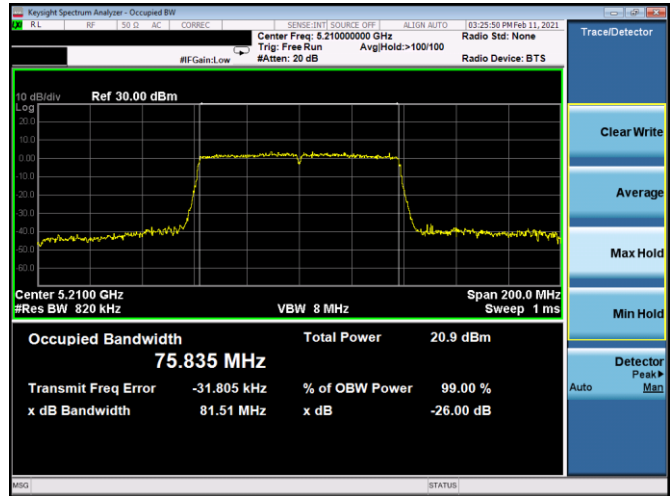 Keysight Spectrum Analyzer - Occupied BW
RL RF 50 Ω AC CORREC SENSE:INT SOURCE OFF ALIGN AUTO 03:25:50 PM Feb 11, 2021
Center Freq: 5.210000000 GHz Radio Std: None
Trig: Free Run Avg|Hold:>100/100
#IFGain:Low #Atten: 20 dB Radio Device: BTS
Trace/Detector
10 dB/div Ref 30.00 dBm
Log
20.0
10.0
0.00
-10.0
-20.0
-30.0
-40.0
-50.0
-60.0
Center 5.2100 GHz Span 200.0 MHz
#Res BW 820 kHz VBW 8 MHz Sweep 1 ms
Occupied Bandwidth Total Power 20.9 dBm
75.835 MHz
Transmit Freq Error -31.805 kHz % of OBW Power 99.00 %
x dB Bandwidth 81.51 MHz x dB -26.00 dB
Clear Write
Average
Max Hold
Min Hold
Detector
Peak▶
Auto Man
MSG STATUS